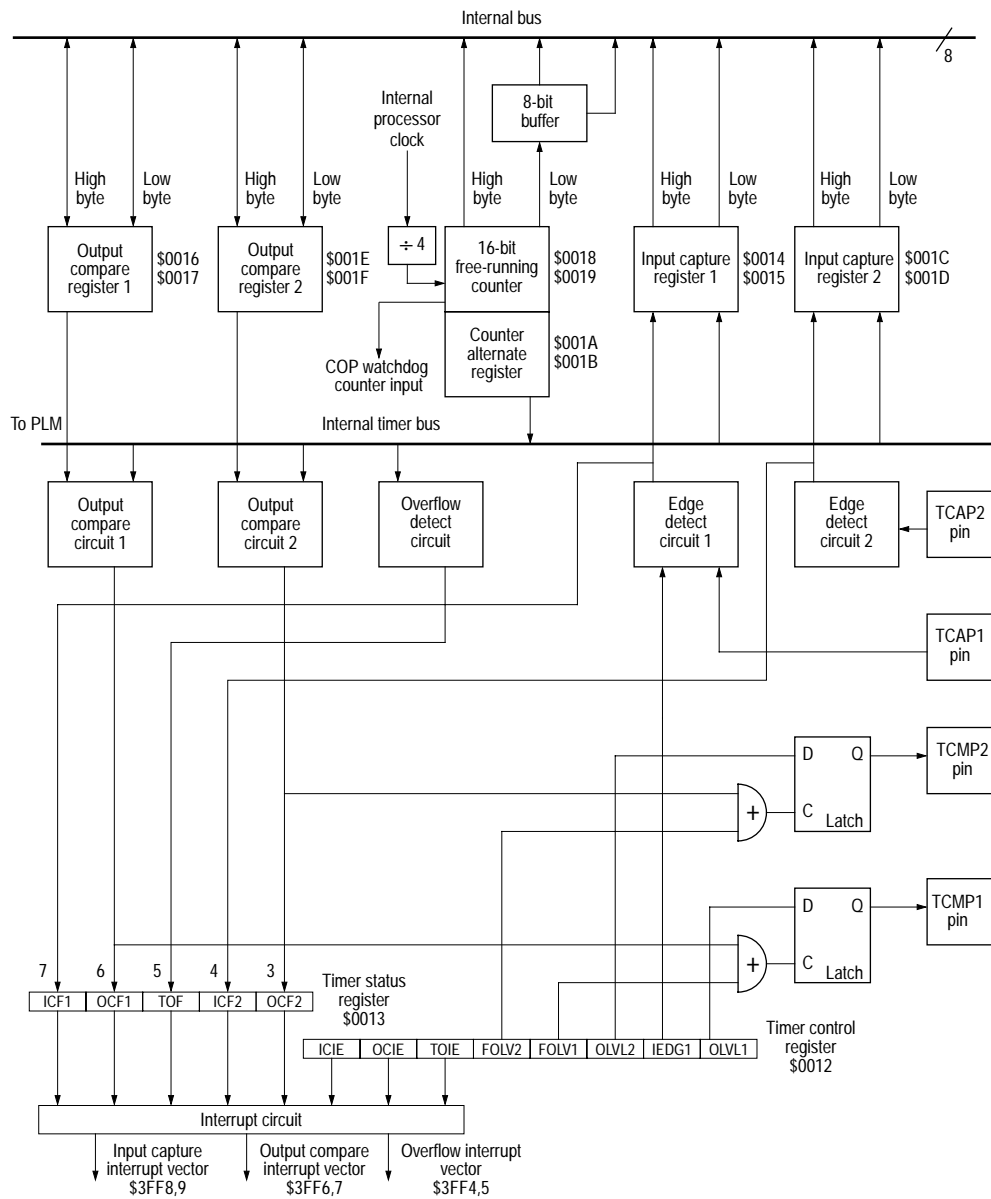 Internal bus
8
Internal
processor
clock
8-bit
buffer
High
byte
Low
byte
High
byte
Low
byte
High
byte
Low
byte
High
byte
Low
byte
High
byte
Low
byte
Output
compare
register 1
$0016
$0017
Output
compare
register 2
$001E
$001F
÷ 4
16-bit
free-running
counter
$0018
$0019
Input capture
register 1
$0014
$0015
Input capture
register 2
$001C
$001D
COP watchdog
counter input
Counter
alternate
register
$001A
$001B
To PLM
Internal timer bus
Output
compare
circuit 1
Output
compare
circuit 2
Overflow
detect
circuit
Edge
detect
circuit 1
Edge
detect
circuit 2
TCAP2
pin
TCAP1
pin
D Q
C
Latch
+
TCMP2
pin
D Q
C
Latch
+
TCMP1
pin
7 6 5 4 3
ICF1 OCF1 TOF ICF2 OCF2
Timer status
register
$0013
ICIE OCIE TOIE FOLV2 FOLV1 OLVL2 IEDG1 OLVL1
Timer control
register
$0012
Interrupt circuit
Input capture
interrupt vector
$3FF8,9
Output compare
interrupt vector
$3FF6,7
Overflow interrupt
vector
$3FF4,5